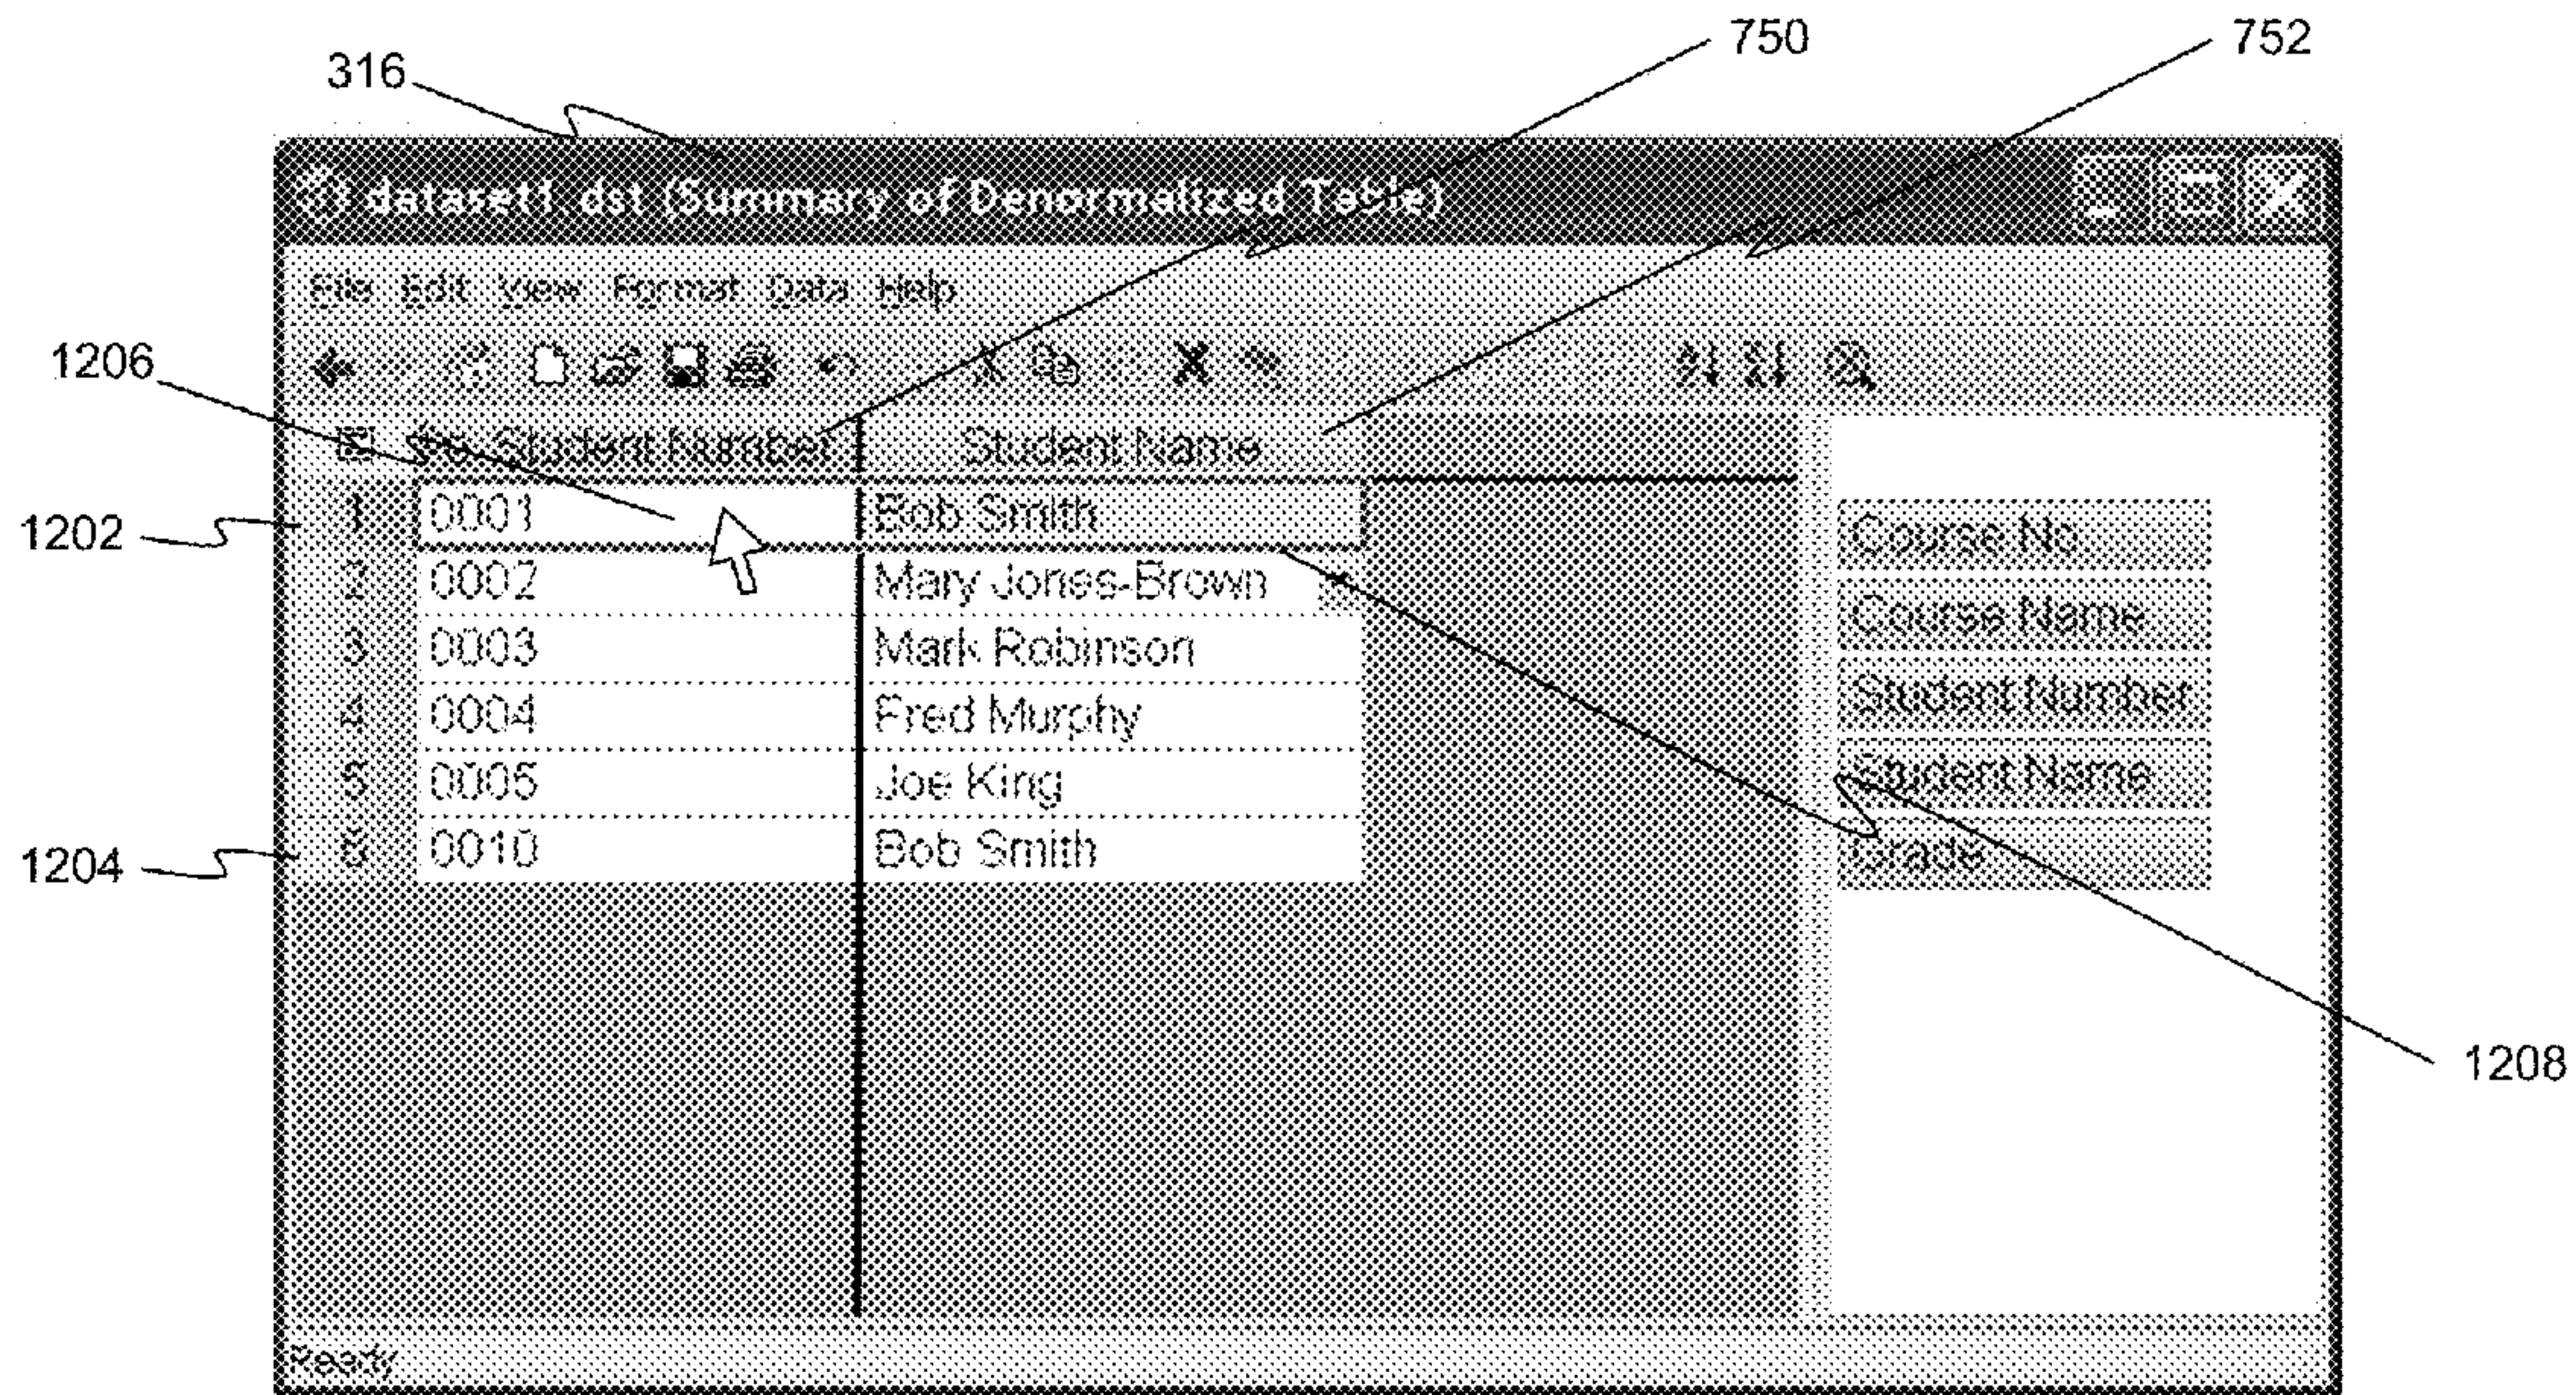 750
752
316
dataset1.dst (Summary of Denormalized Table)
File Edit View Format Data Help
1206
Student Number Student Name
1202
1 0001 Bob Smith
2 0002 Mary Jones-Brown
3 0003 Mark Robinson
4 0004 Fred Murphy
5 0005 Joe King
1204
6 0010 Bob Smith
Course No
Course Name
Student Number
Student Name
Grade
1208
Ready